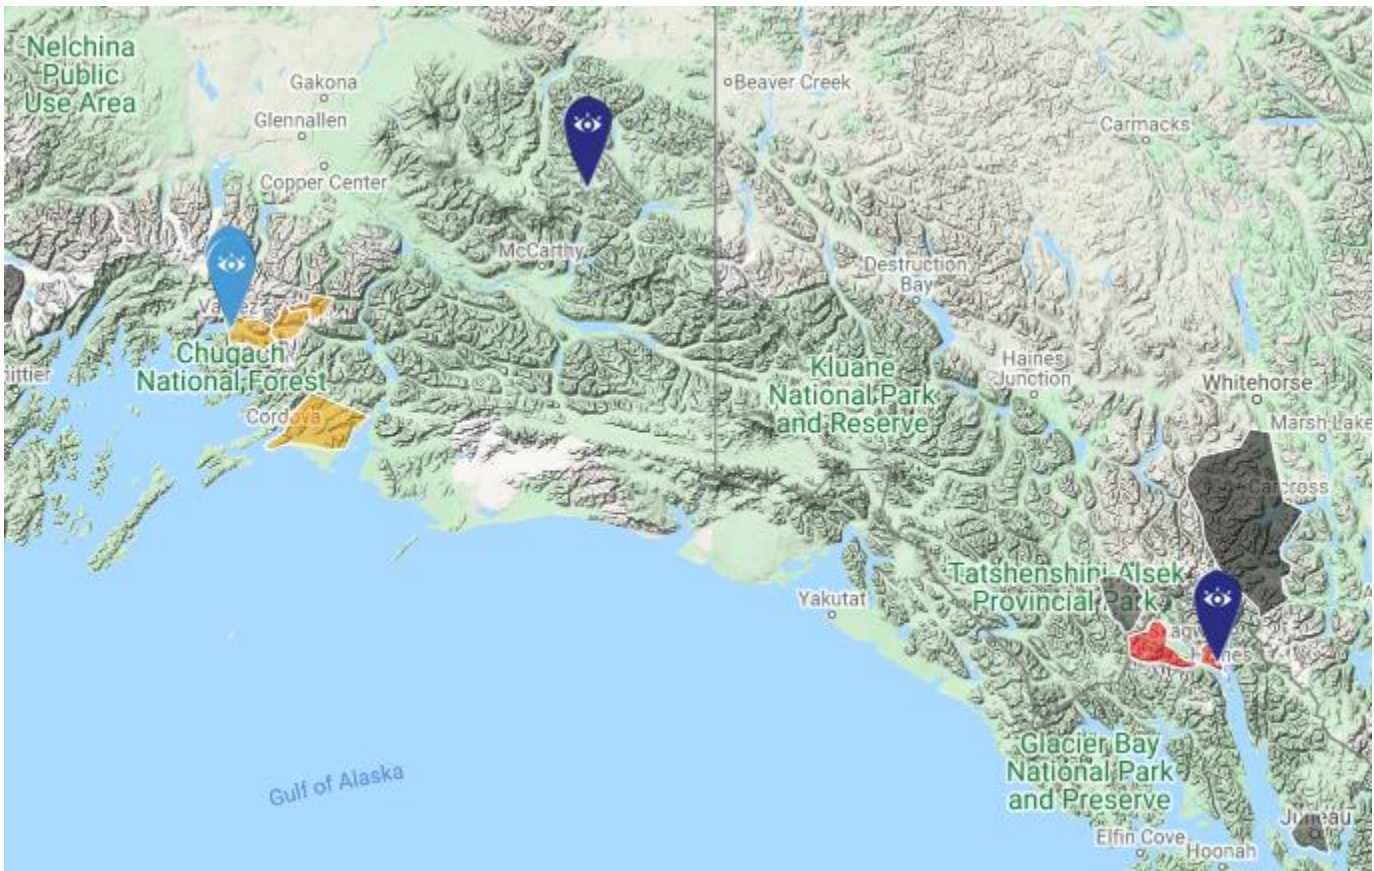 Nelchina
Public
Use Area
Gakona
Glennallen
Copper Center
McCarthy
Beaver Creek
Carmacks
Destruction
Bay
Haines
Junction
Whitehorse
Marsh Lake
Kluane
National Park
and Reserve
Chugach
National Forest
Cordova
Carcross
Tatshenshini-Alsek
Provincial Park
Yakutat
Glacier Bay
National Park
and Preserve
Gulf of Alaska
Juneau
Elfin Cove
Hoonah